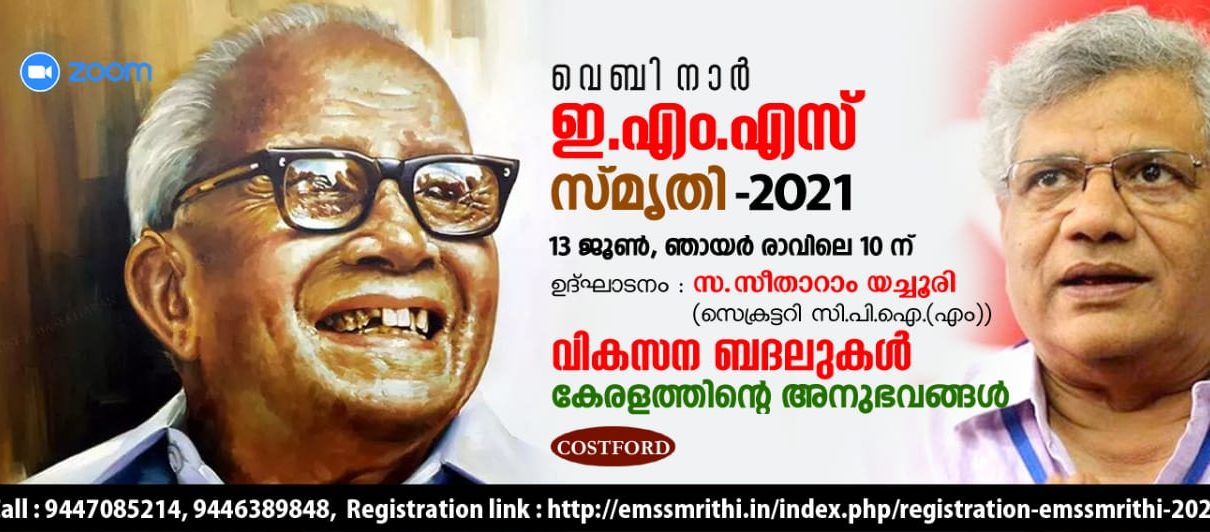 zoom
വെബിനാർ
ഇ.എം.എസ്
സ്മൃതി -2021
13 ജൂൺ, ഞായർ രാവിലെ 10 ന്
ഉദ്ഘാടനം : സ. സീതാറാം യച്ചൂരി
(സെക്രട്ടറി സി.പി.ഐ.(എം))
വികസന ബദലുകൾ
കേരളത്തിന്റെ അനുഭവങ്ങൾ
COSTFORD
all : 9447085214, 9446389848, Registration link : http://emssmrithi.in/index.php/registration-emssmrithi-202